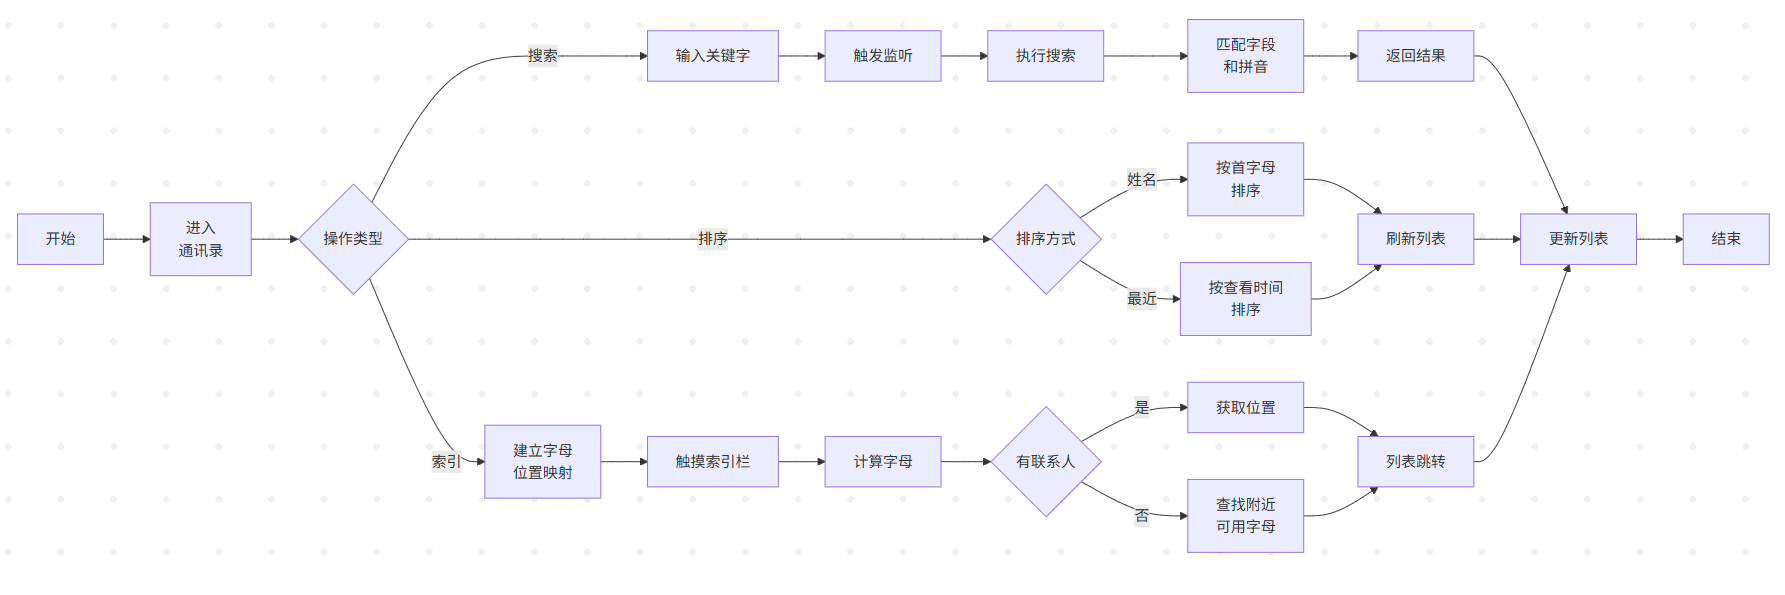 搜索
输入关键字
触发监听
执行搜索
匹配字段
和拼音
返回结果
开始
进入
通讯录
操作类型
排序
排序方式
姓名
按首字母
排序
最近
按查看时间
排序
刷新列表
更新列表
结束
索引
建立字母
位置映射
触摸索引栏
计算字母
有联系人
是
获取位置
否
查找附近
可用字母
列表跳转